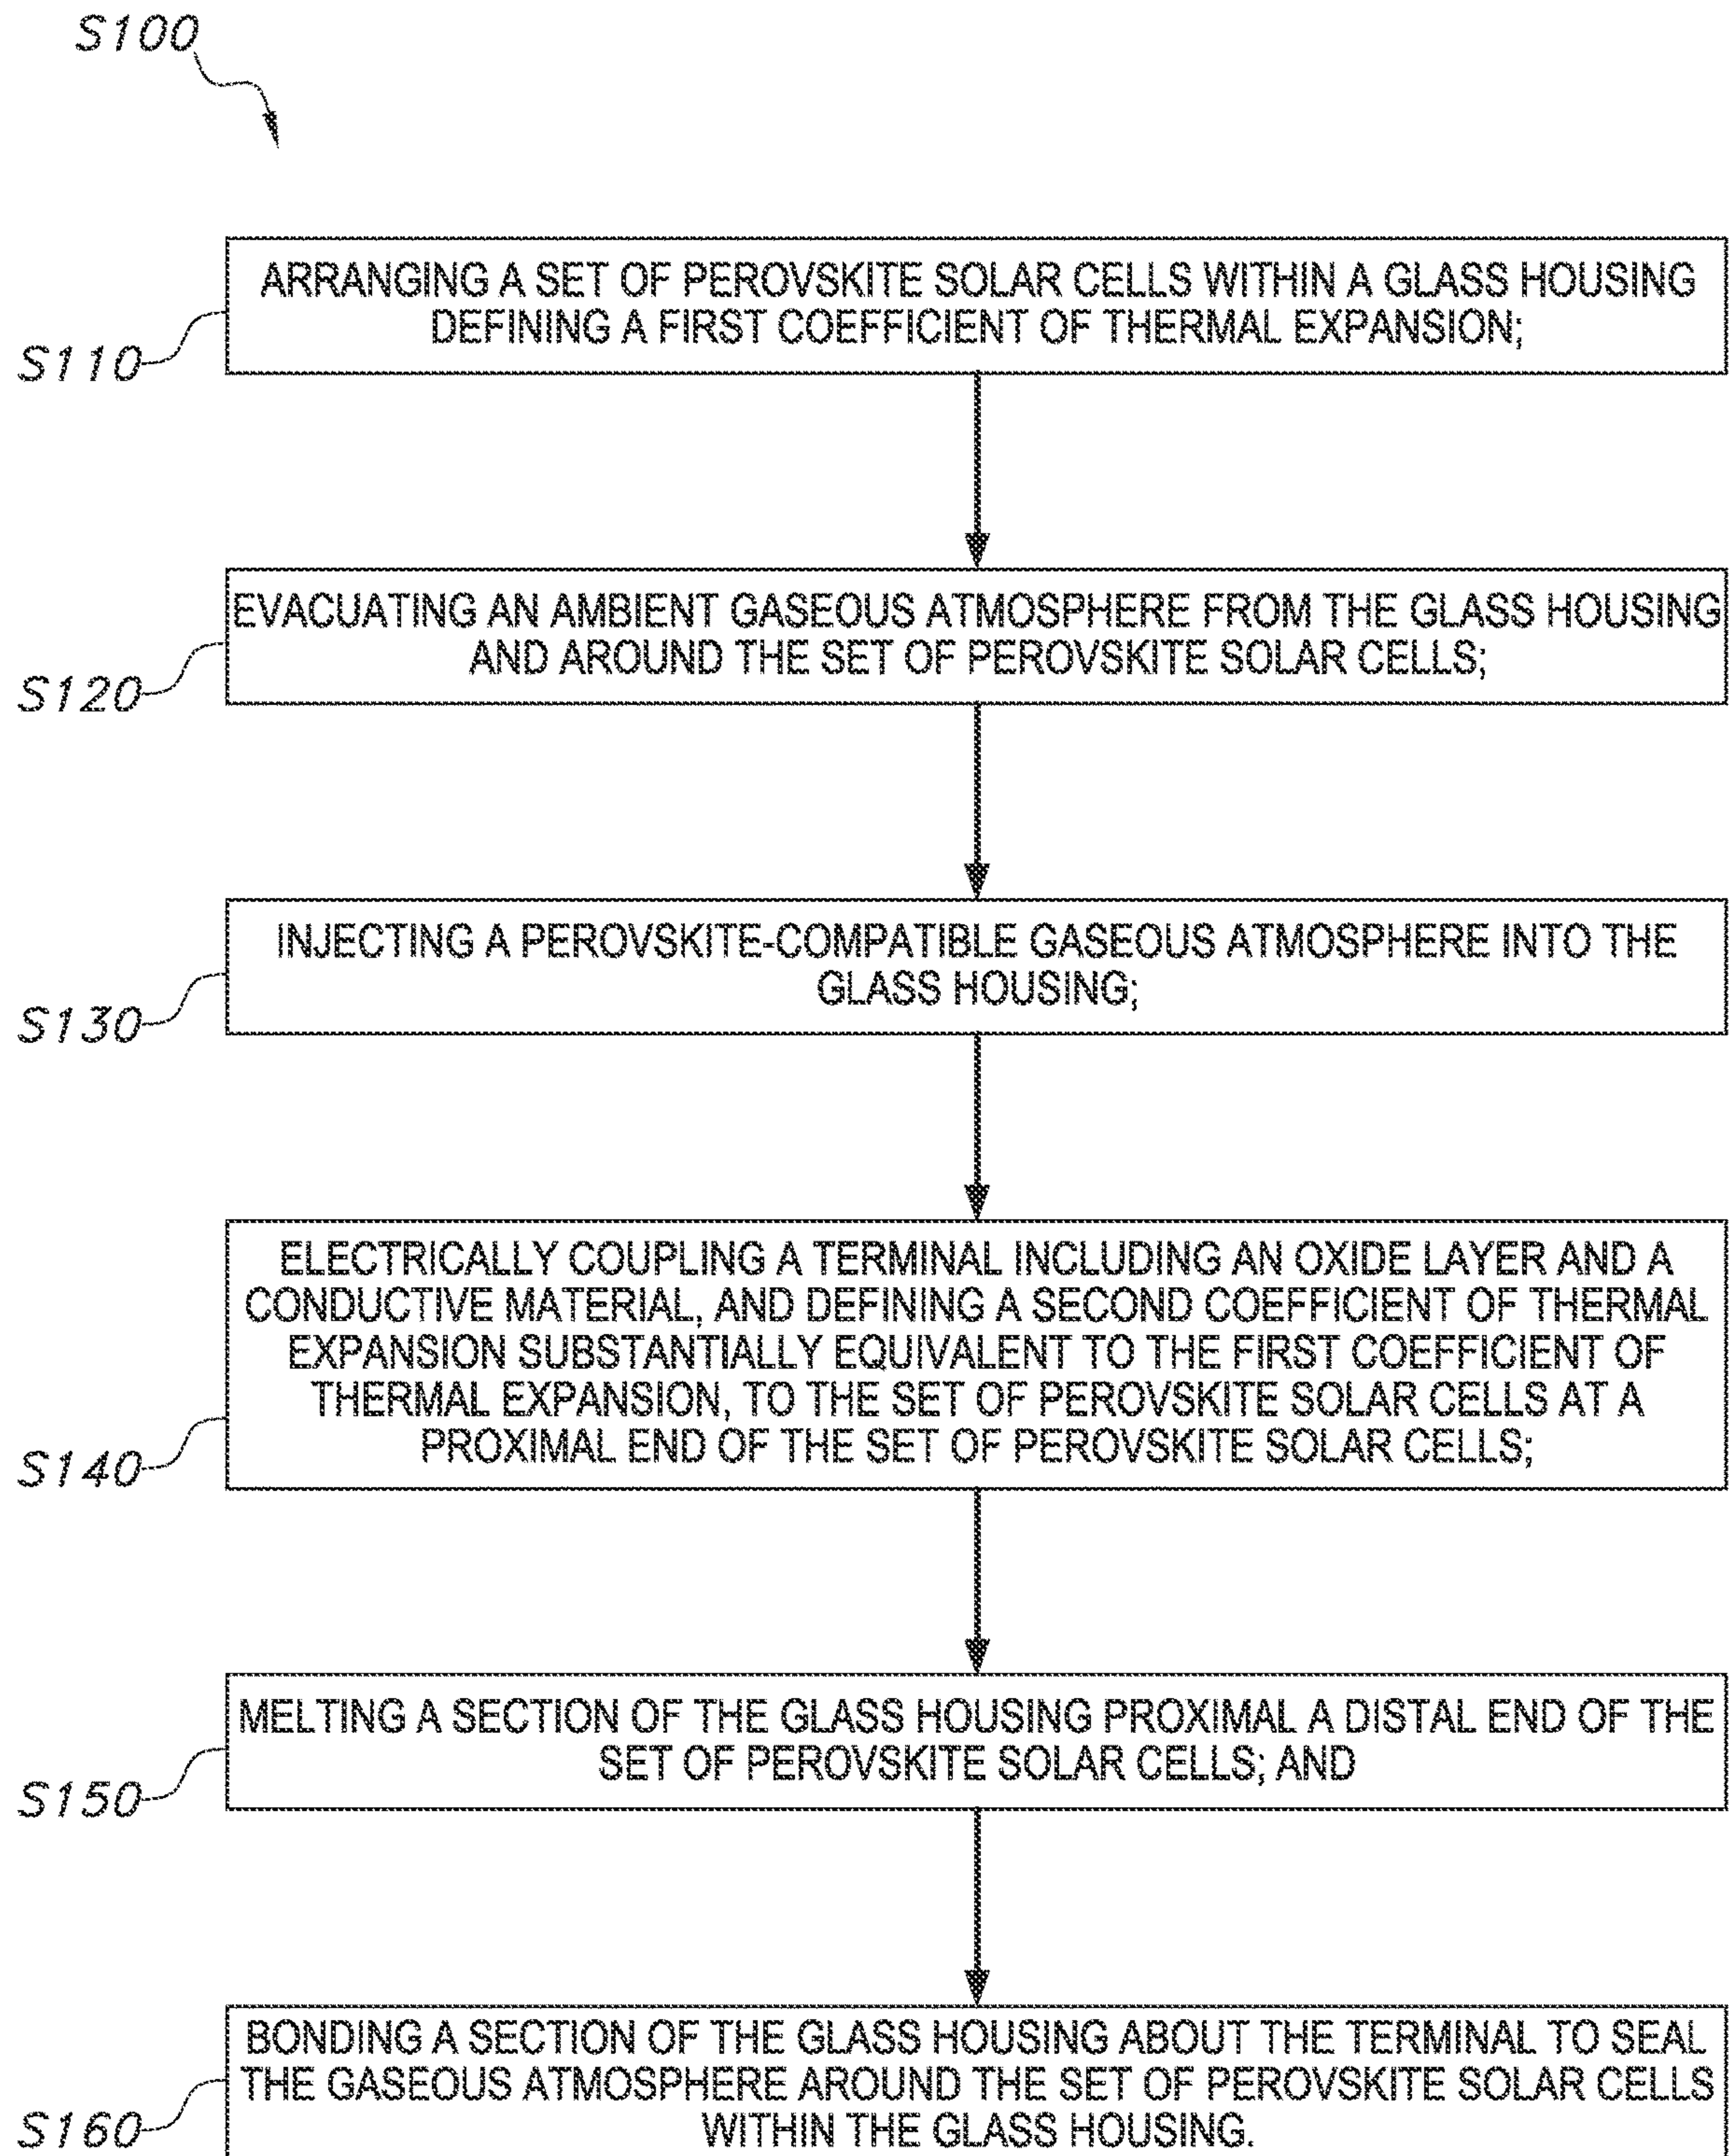 S100
ARRANGING A SET OF PEROVSKITE SOLAR CELLS WITHIN A GLASS HOUSING
DEFINING A FIRST COEFFICIENT OF THERMAL EXPANSION;
S110
EVACUATING AN AMBIENT GASEOUS ATMOSPHERE FROM THE GLASS HOUSING
AND AROUND THE SET OF PEROVSKITE SOLAR CELLS;
S120
INJECTING A PEROVSKITE-COMPATIBLE GASEOUS ATMOSPHERE INTO THE
GLASS HOUSING;
S130
ELECTRICALLY COUPLING A TERMINAL INCLUDING AN OXIDE LAYER AND A
CONDUCTIVE MATERIAL, AND DEFINING A SECOND COEFFICIENT OF THERMAL
EXPANSION SUBSTANTIALLY EQUIVALENT TO THE FIRST COEFFICIENT OF
THERMAL EXPANSION, TO THE SET OF PEROVSKITE SOLAR CELLS AT A
PROXIMAL END OF THE SET OF PEROVSKITE SOLAR CELLS;
S140
MELTING A SECTION OF THE GLASS HOUSING PROXIMAL A DISTAL END OF THE
SET OF PEROVSKITE SOLAR CELLS; AND
S150
BONDING A SECTION OF THE GLASS HOUSING ABOUT THE TERMINAL TO SEAL
THE GASEOUS ATMOSPHERE AROUND THE SET OF PEROVSKITE SOLAR CELLS
WITHIN THE GLASS HOUSING.
S160